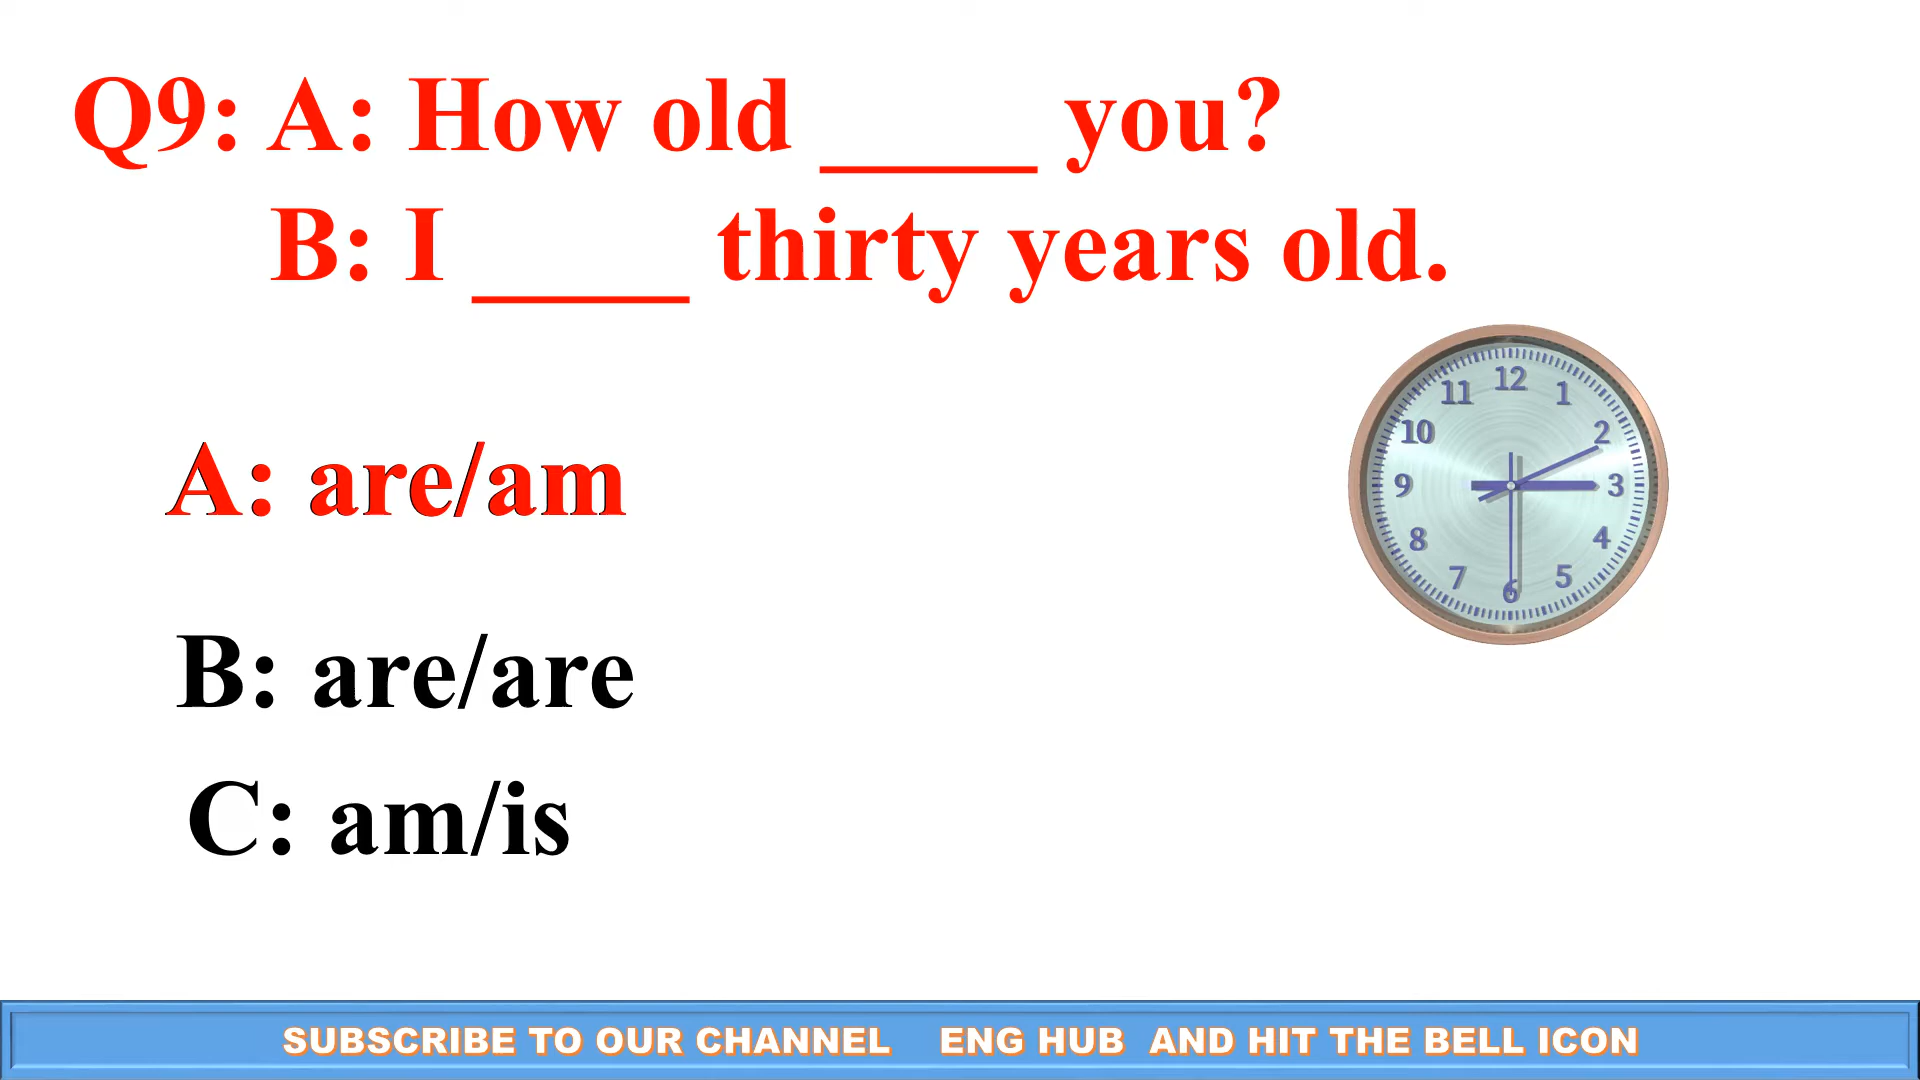 Q9: A: How old ____ you?
B: I ____ thirty years old.
A: are/am
B: are/are
C: am/is
12
11 1
10 2
9 3
8 4
7 5
6
SUBSCRIBE TO OUR CHANNEL ENG HUB AND HIT THE BELL ICON